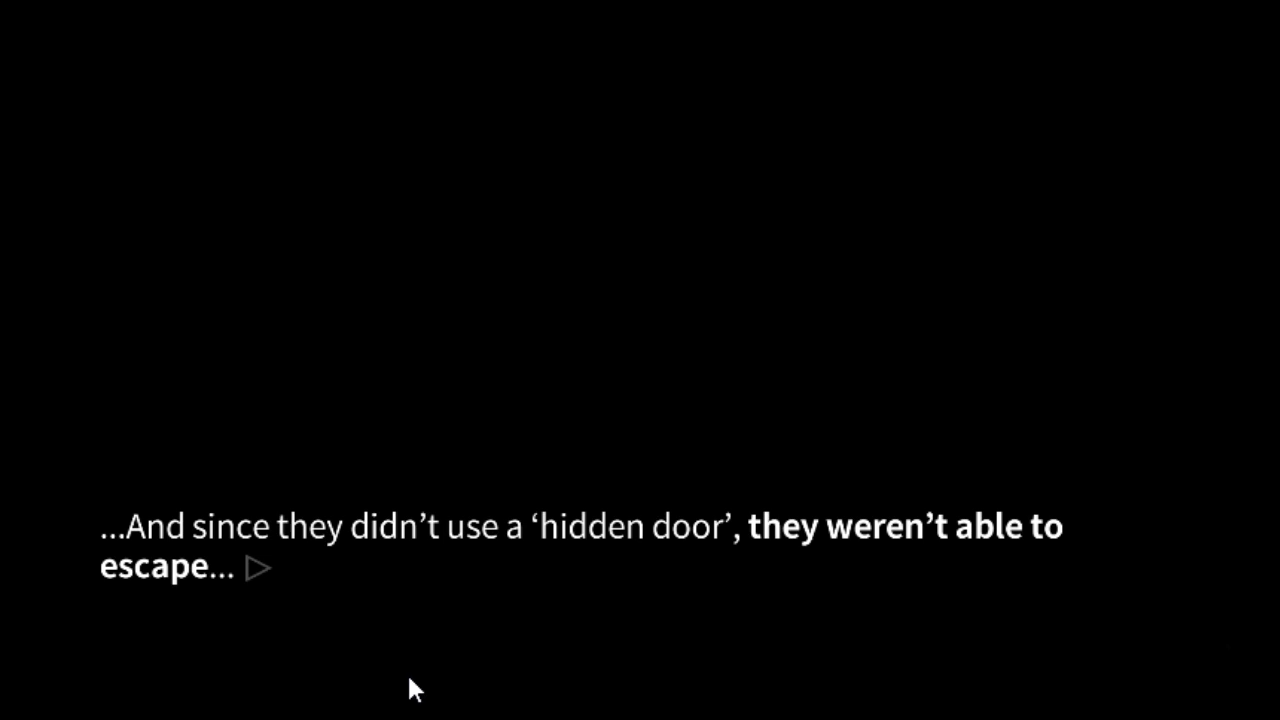 ...And since they didn’t use a ‘hidden door’, they weren’t able to
escape...